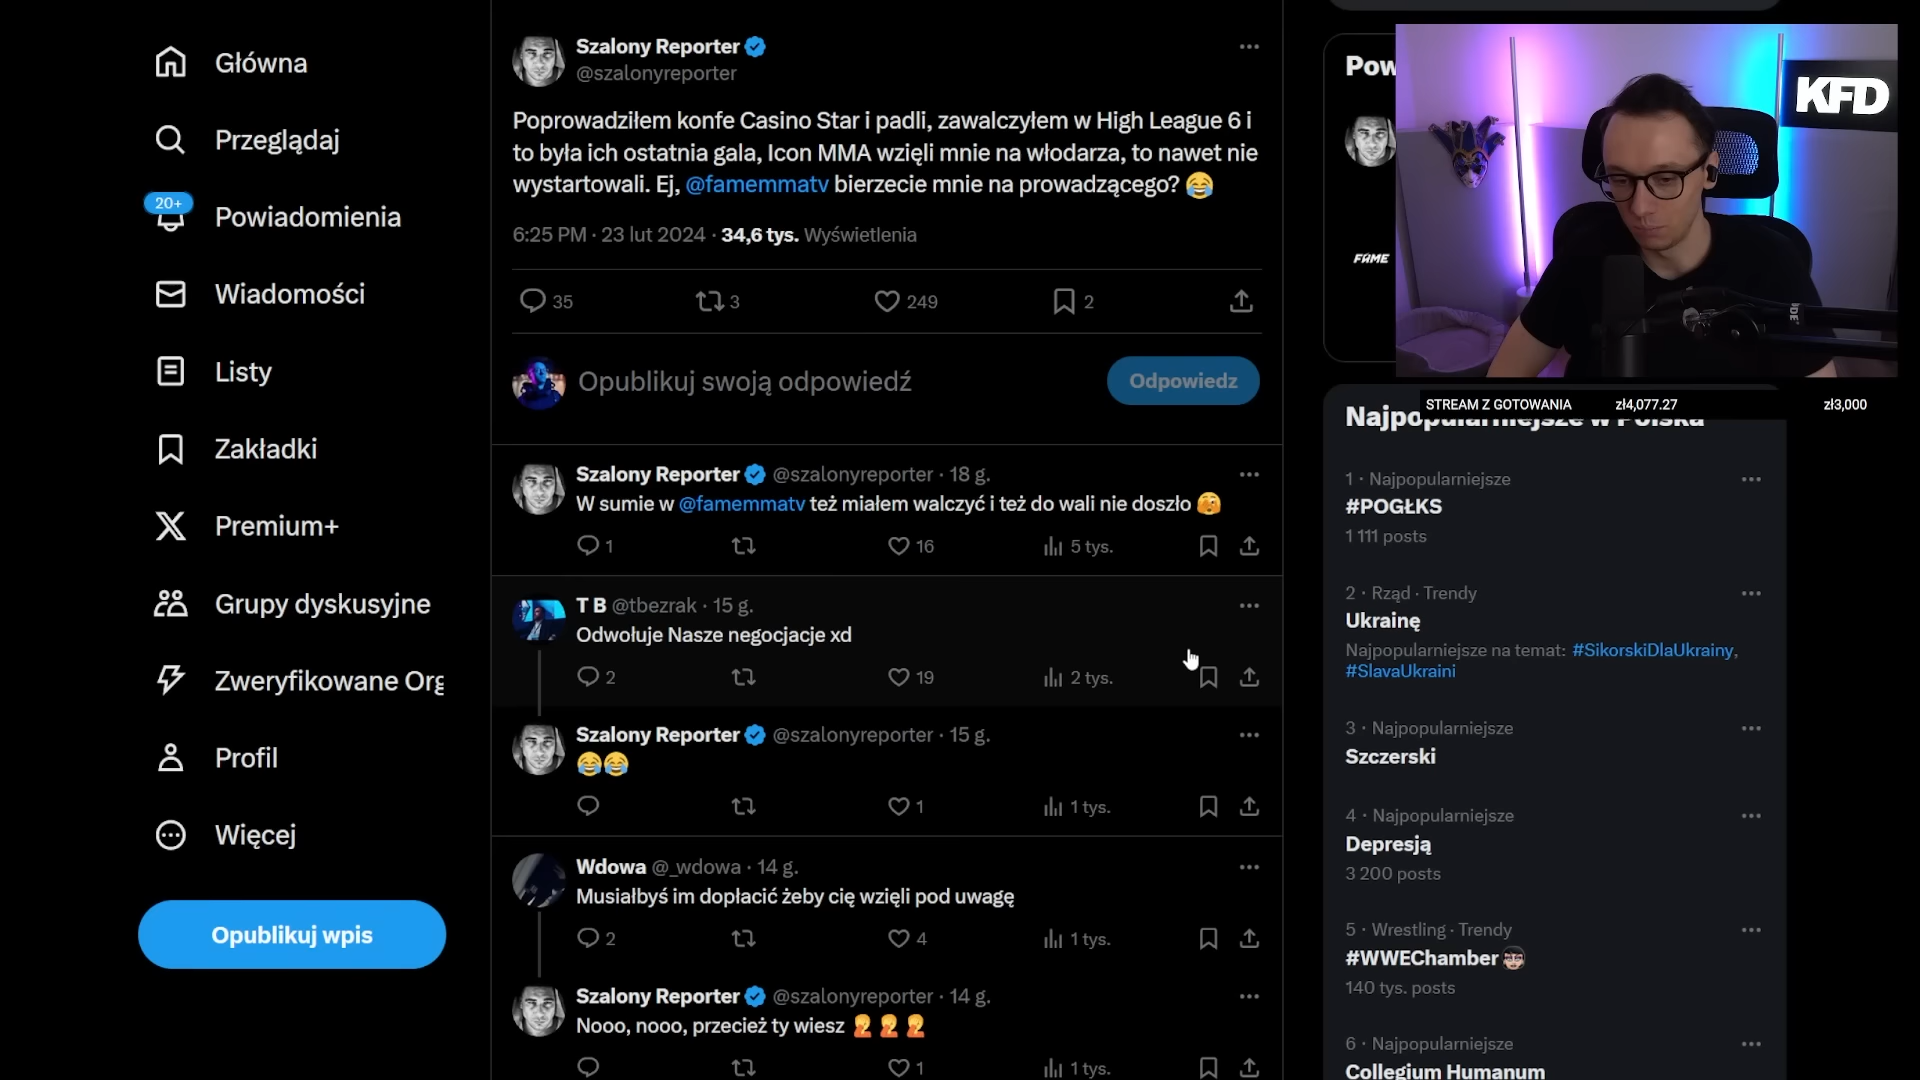 Główna
Przeglądaj
20+
Powiadomienia
Wiadomości
Listy
Zakładki
Premium+
Grupy dyskusyjne
Zweryfikowane Org
Profil
Więcej
Opublikuj wpis
Szalony Reporter
@szalonyreporter
Poprowadziłem konfe Casino Star i padli, zawalczyłem w High League 6 i
to była ich ostatnia gala, Icon MMA wzięli mnie na włodarza, to nawet nie
wystartowali. Ej, @famemmatv bierzecie mnie na prowadzącego? 😂
6:25 PM · 23 lut 2024 · 34,6 tys. Wyświetlenia
35 3 249 2
Opublikuj swoją odpowiedź
Odpowiedz
Szalony Reporter @szalonyreporter · 18 g.
W sumie w @famemmatv też miałem walczyć i też do wali nie doszło 🫣
1 16 5 tys.
T B @tbezrak · 15 g.
Odwołuje Nasze negocjacje xd
2 19 2 tys.
Szalony Reporter @szalonyreporter · 15 g.
😂😂
1 1 tys.
Wdowa @_wdowa · 14 g.
Musiałbyś im dopłacić żeby cię wzięli pod uwagę
2 4 1 tys.
Szalony Reporter @szalonyreporter · 14 g.
Nooo, nooo, przecież ty wiesz 🤦🤦🤦
1 1 tys.
Pow
FAME
KFD
STREAM Z GOTOWANIA zł4,077.27 zł3,000
Najpopularniejsze w Polska
1 · Najpopularniejsze
#POGŁKS
1 111 posts
2 · Rząd · Trendy
Ukrainę
Najpopularniejsze na temat: #SikorskiDlaUkrainy,
#SlavaUkraini
3 · Najpopularniejsze
Szczerski
4 · Najpopularniejsze
Depresją
3 200 posts
5 · Wrestling · Trendy
#WWEChamber
140 tys. posts
6 · Najpopularniejsze
Collegium Humanum